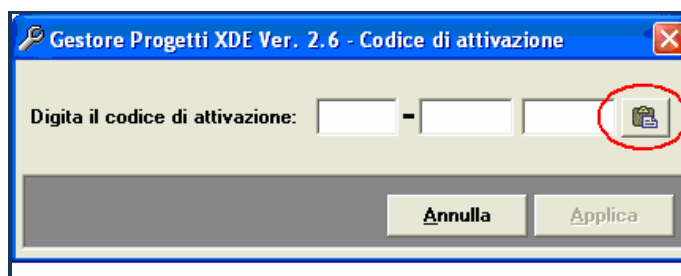 Gestore Progetti XDE Ver. 2.6 - Codice di attivazione
Digita il codice di attivazione: -
Annulla Applica